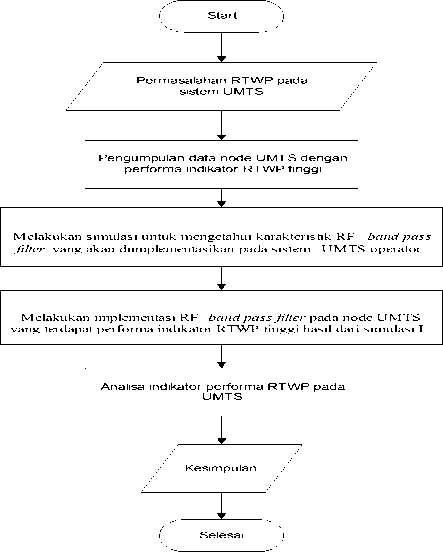 Start
Permasalahan RTWP pada
sistem UMTS
Pengumpulan data node UMTS dengan
performa indikator RTWP tinggi
Melakukan simulasi untuk mengetahui karakteristik RF band pass
filter yang akan diimplementasikan pada sistem UMTS operator
Melakukan implementasi RF band pass filter pada node UMTS
yang terdapat performa indikator RTWP tinggi hasil dari simulasi I
Analisa indikator performa RTWP pada
UMTS
Kesimpulan
Selesai